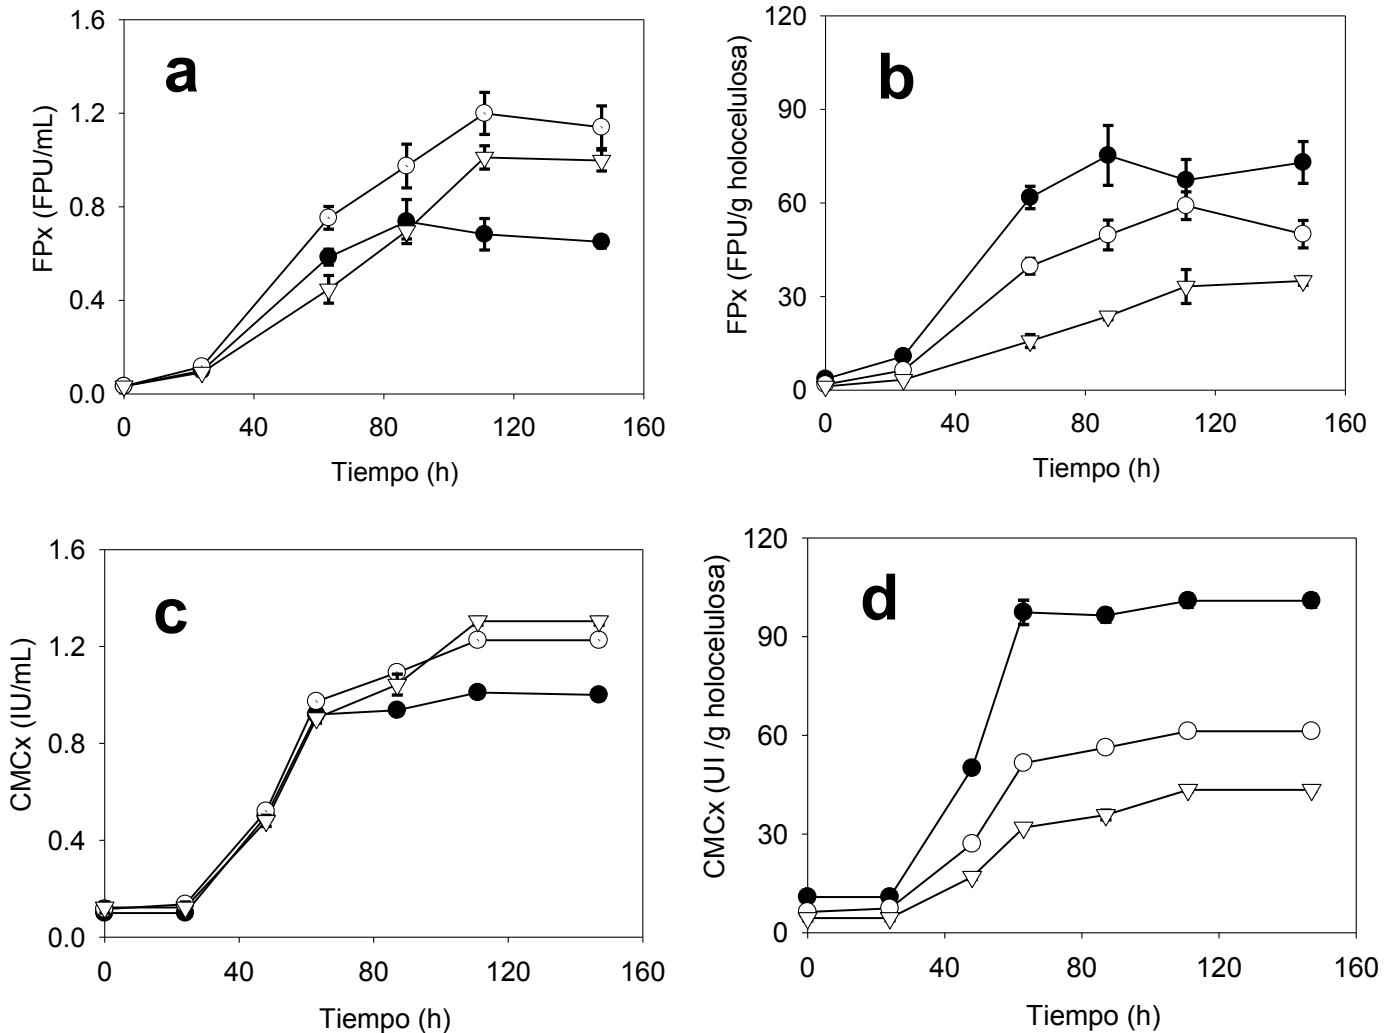 a
FPx (FPU/mL)
1.6
1.2
0.8
0.4
0.0
0 40 80 120 160
Tiempo (h)
b
FPx (FPU/g holocelulosa)
120
90
60
30
0
0 40 80 120 160
Tiempo (h)
c
CMCx (IU/mL)
1.6
1.2
0.8
0.4
0.0
0 40 80 120 160
Tiempo (h)
d
CMCx (UI /g holocelulosa)
120
90
60
30
0
0 40 80 120 160
Tiempo (h)